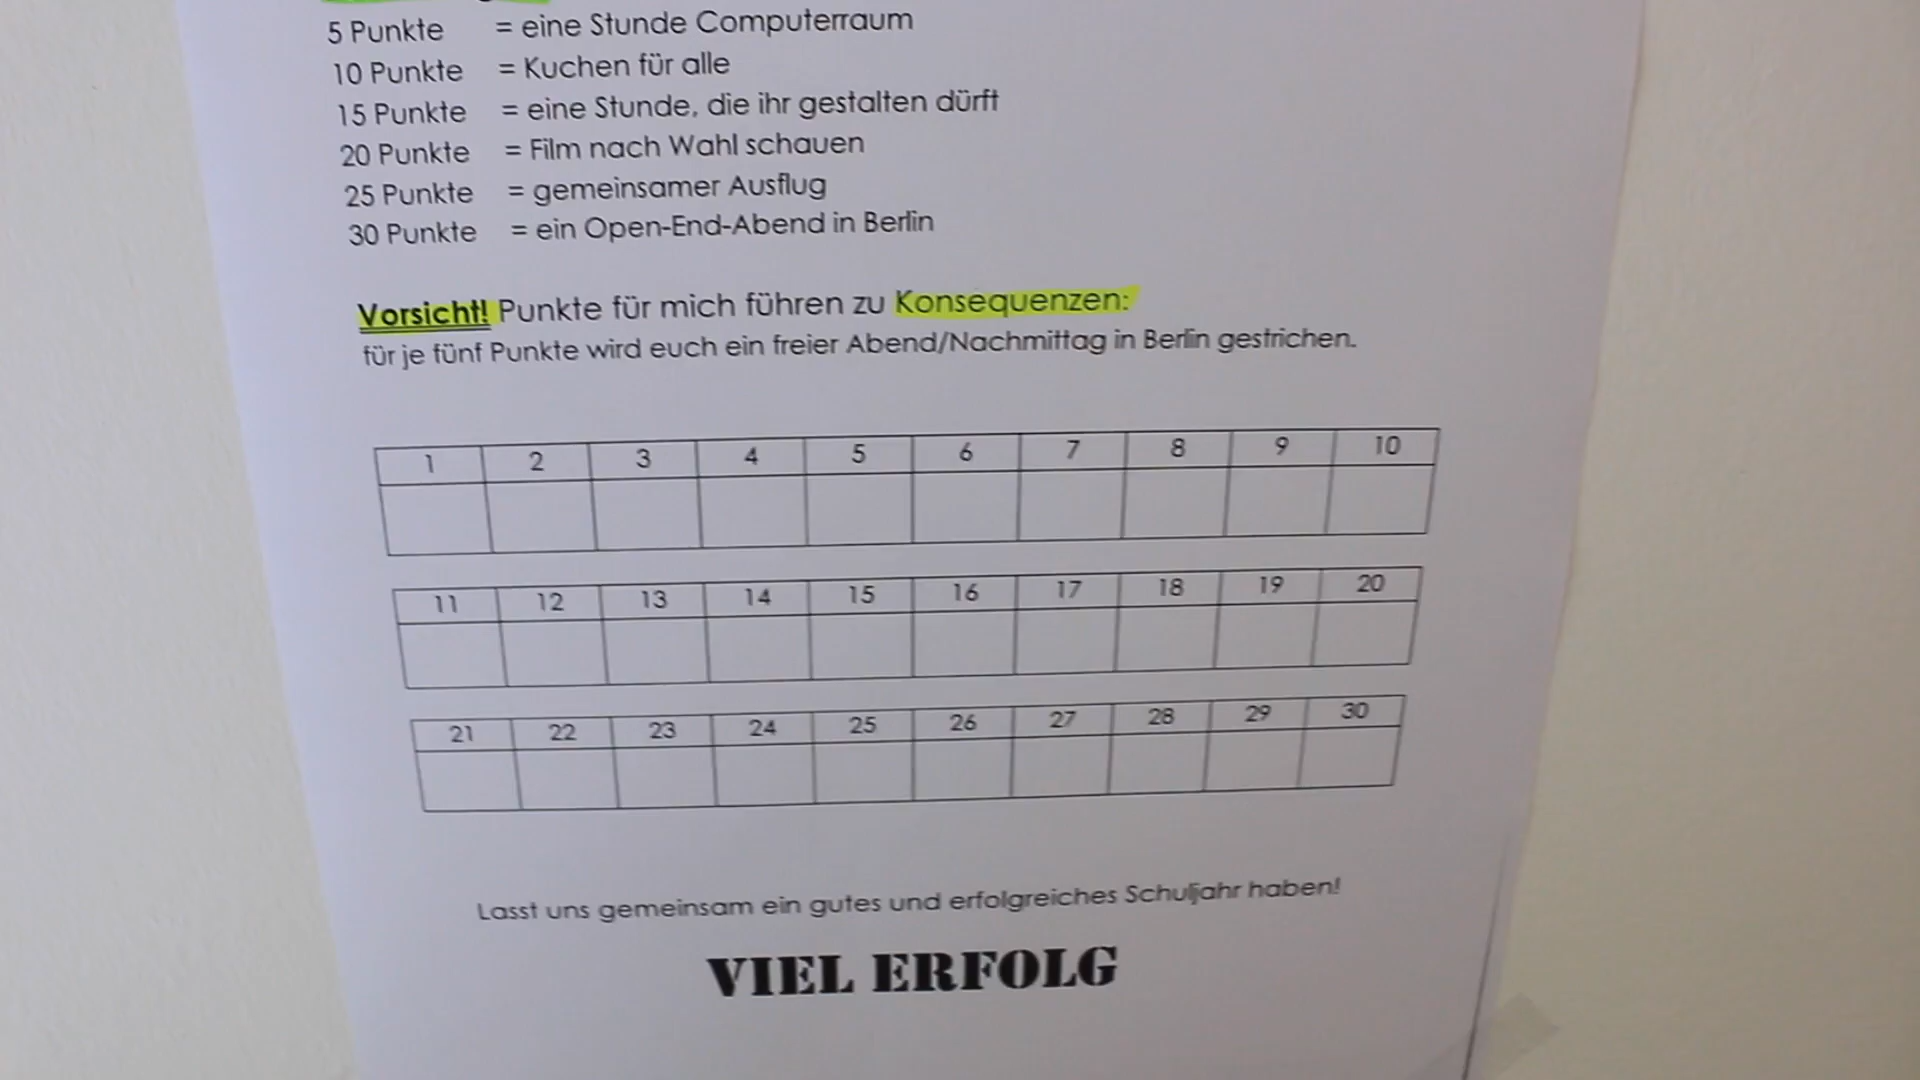 5 Punkte = eine Stunde Computerraum
10 Punkte = Kuchen für alle
15 Punkte = eine Stunde, die ihr gestalten dürft
20 Punkte = Film nach Wahl schauen
25 Punkte = gemeinsamer Ausflug
30 Punkte = ein Open-End-Abend in Berlin
Vorsicht! Punkte für mich führen zu Konsequenzen:
für je fünf Punkte wird euch ein freier Abend/Nachmittag in Berlin gestrichen.
1 2 3 4 5 6 7 8 9 10
11 12 13 14 15 16 17 18 19 20
21 22 23 24 25 26 27 28 29 30
Lasst uns gemeinsam ein gutes und erfolgreiches Schuljahr haben!
VIEL ERFOLG